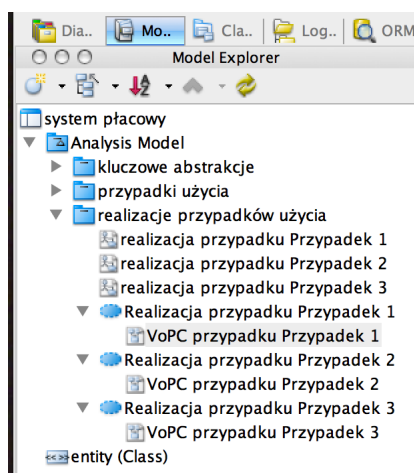 Dia.. Mo.. Cla.. Log.. ORM
Model Explorer
system płacowy
Analysis Model
kluczowe abstrakcje
przypadki użycia
realizacje przypadków użycia
realizacja przypadku Przypadek 1
realizacja przypadku Przypadek 2
realizacja przypadku Przypadek 3
Realizacja przypadku Przypadek 1
VoPC przypadku Przypadek 1
Realizacja przypadku Przypadek 2
VoPC przypadku Przypadek 2
Realizacja przypadku Przypadek 3
VoPC przypadku Przypadek 3
entity (Class)